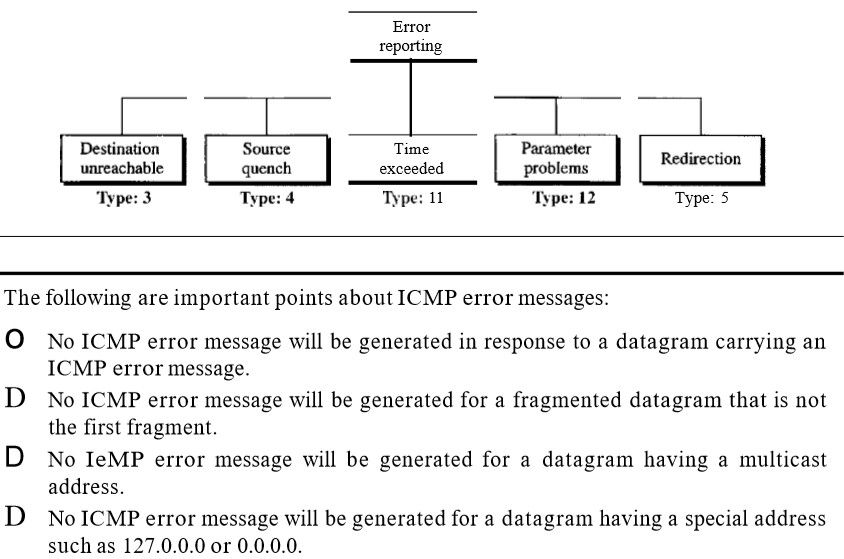 Error
reporting
Destination
unreachable
Source
quench
Time
exceeded
Parameter
problems
Redirection
Type: 3
Type: 4
Type: 11
Type: 12
Type: 5
The following are important points about ICMP error messages:
O No ICMP error message will be generated in response to a datagram carrying an
ICMP error message.
D No ICMP error message will be generated for a fragmented datagram that is not
the first fragment.
D No IeMP error message will be generated for a datagram having a multicast
address.
D No ICMP error message will be generated for a datagram having a special address
such as 127.0.0.0 or 0.0.0.0.